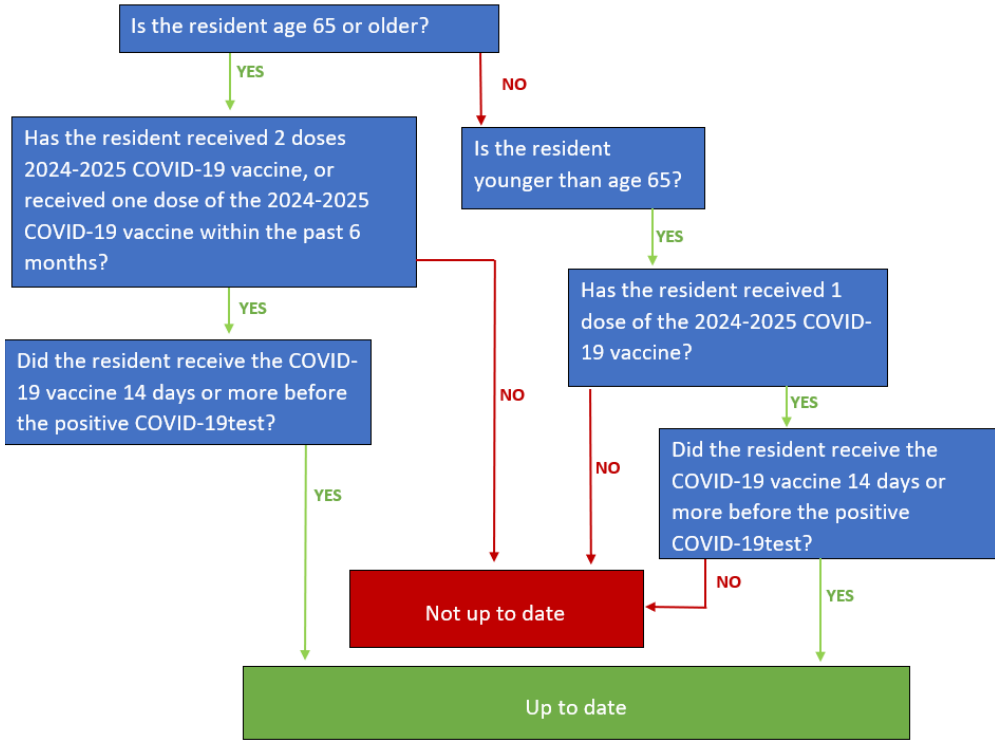 Is the resident age 65 or older?
YES
NO
Has the resident received 2 doses
2024-2025 COVID-19 vaccine, or
received one dose of the 2024-2025
COVID-19 vaccine within the past 6
months?
Is the resident
younger than age 65?
YES
YES
Has the resident received 1
dose of the 2024-2025 COVID-
19 vaccine?
Did the resident receive the COVID-
19 vaccine 14 days or more before
the positive COVID-19test?
NO
YES
NO
Did the resident receive the
COVID-19 vaccine 14 days or
more before the positive
COVID-19test?
YES
NO
YES
Not up to date
Up to date